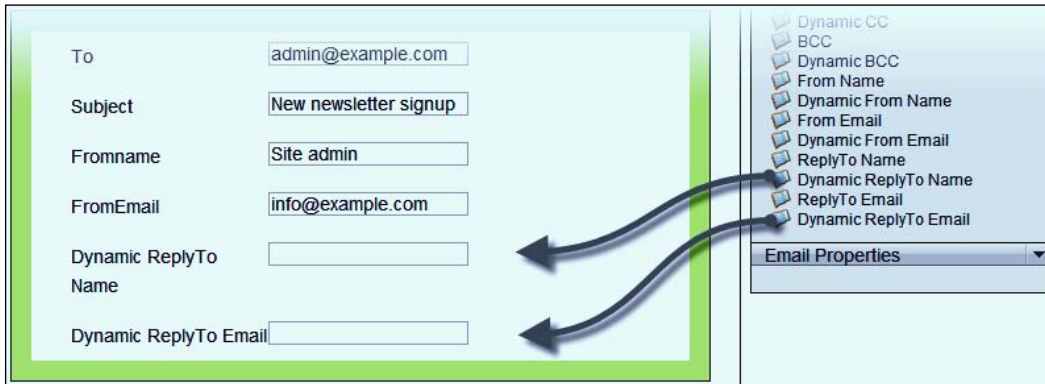 To
admin@example.com
Subject
New newsletter signup
Fromname
Site admin
FromEmail
info@example.com
Dynamic ReplyTo
Name
Dynamic ReplyTo Email
Dynamic CC
BCC
Dynamic BCC
From Name
Dynamic From Name
From Email
Dynamic From Email
ReplyTo Name
Dynamic ReplyTo Name
ReplyTo Email
Dynamic ReplyTo Email
Email Properties